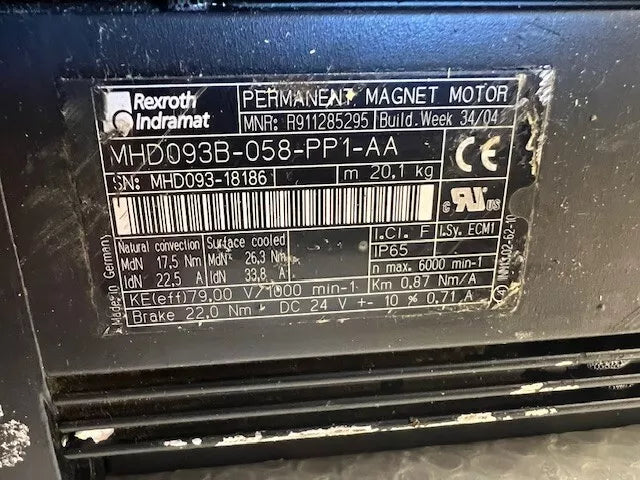 Rexroth
Indramat
PERMANENT MAGNET MOTOR
MNR: R911285295 Build.Week 34/04
MHD093B-058-PP1-AA
SN: MHD093-18186 m 20,1 kg
CE
c RU us
I.Cl. F I.Sy. ECM1
Natural convection Surface cooled
IP65
MdN 17,5 Nm MdN 26,3 Nm
n max. 6000 min-1
IdN 22,5 A IdN 33,8 A
KE(eff)79,00 V/1000 min-1 Km 0,87 Nm/A
Brake 22,0 Nm DC 24 V +- 10 % 0,71 A
Made in Germany